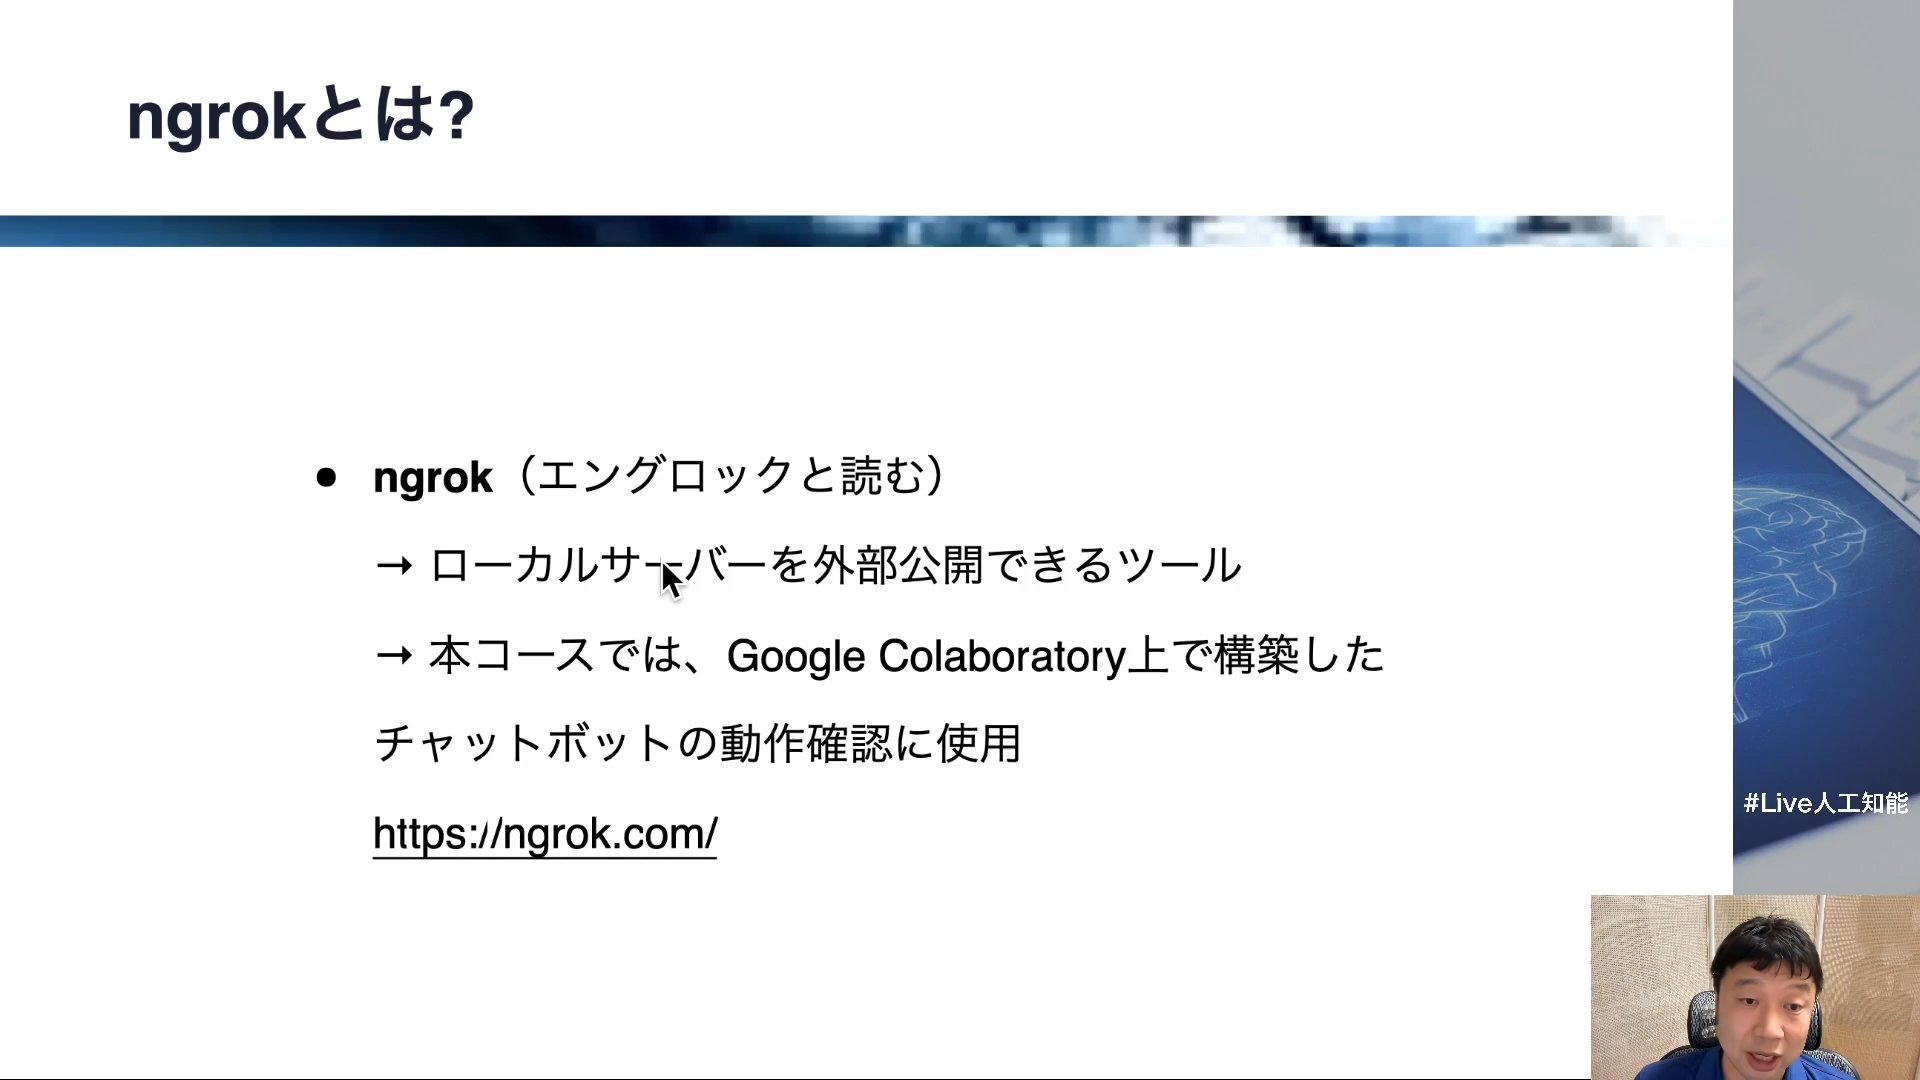 ngrokとは?
● ngrok（エングロックと読む）
→ ローカルサーバーを外部公開できるツール
→ 本コースでは、Google Colaboratory上で構築した
チャットボットの動作確認に使用
https://ngrok.com/
#Live人工知能